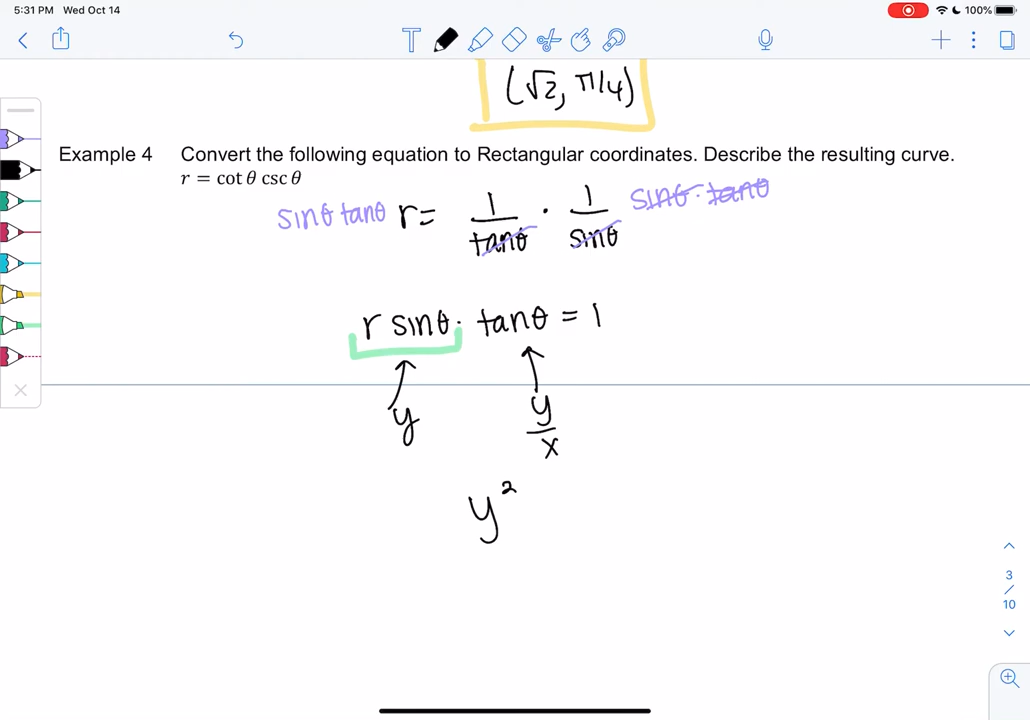 5:31 PM Wed Oct 14 100%
T
(√2, π/4)
Example 4 Convert the following equation to Rectangular coordinates. Describe the resulting curve.
r = cot θ csc θ
sinθ tanθ r = 1/tanθ · 1/sinθ sinθ · tanθ
r sinθ · tanθ = 1
y y/x
y²
3
/
10